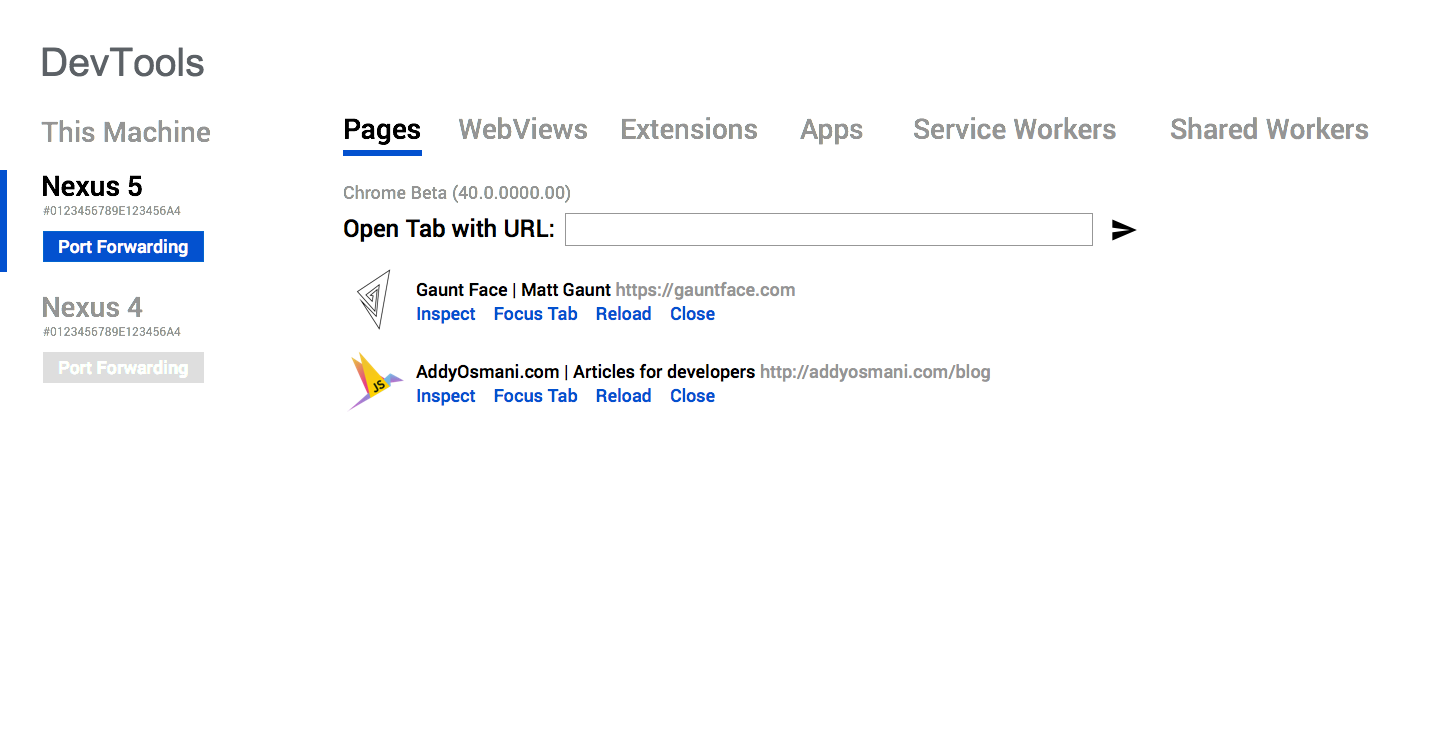 DevTools
This Machine
Nexus 5
#0123456789E123456A4
Port Forwarding
Nexus 4
#0123456789E123456A4
Port Forwarding
Pages WebViews Extensions Apps Service Workers Shared Workers
Chrome Beta (40.0.0000.00)
Open Tab with URL:
Gaunt Face | Matt Gaunt https://gauntface.com
Inspect Focus Tab Reload Close
JS
AddyOsmani.com | Articles for developers http://addyosmani.com/blog
Inspect Focus Tab Reload Close